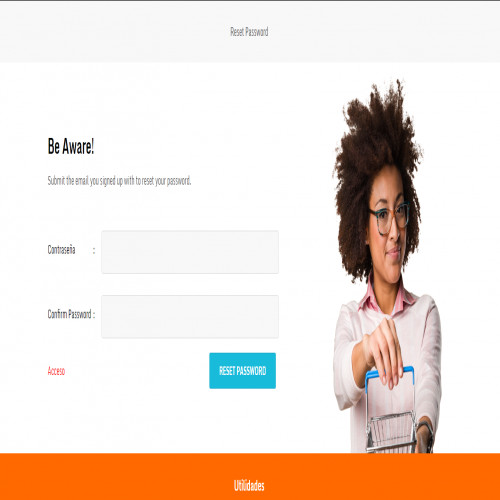 Reset Password
Be Aware!
Submit the email you signed up with to reset your password.
Contraseña :
Confirm Password :
Acceso
RESET PASSWORD
Utilidades